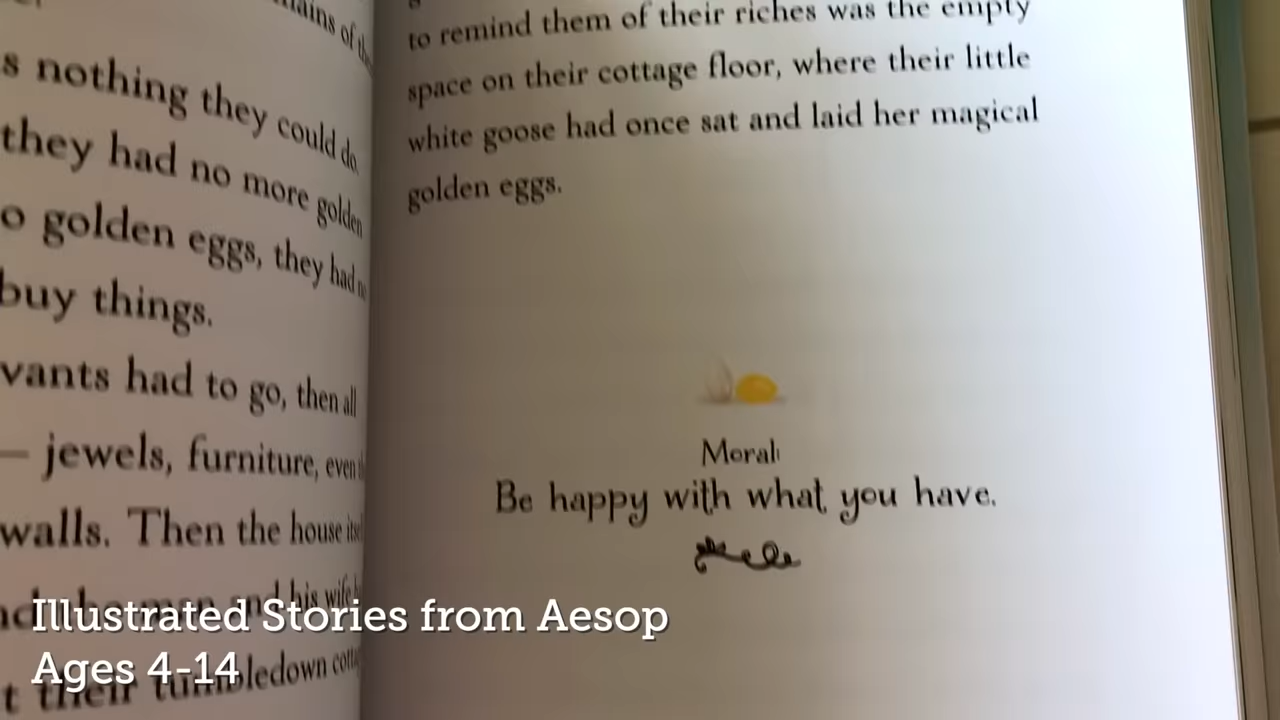 s nothing they could do.
they had no more golden
o golden eggs, they had no
buy things.
vants had to go, then all
— jewels, furniture, even
walls. Then the house itself
and his wife
t their tumbledown
to remind them of their riches was the empty
space on their cottage floor, where their little
white goose had once sat and laid her magical
golden eggs.
Moral:
Be happy with what you have.
Illustrated Stories from Aesop
Ages 4-14